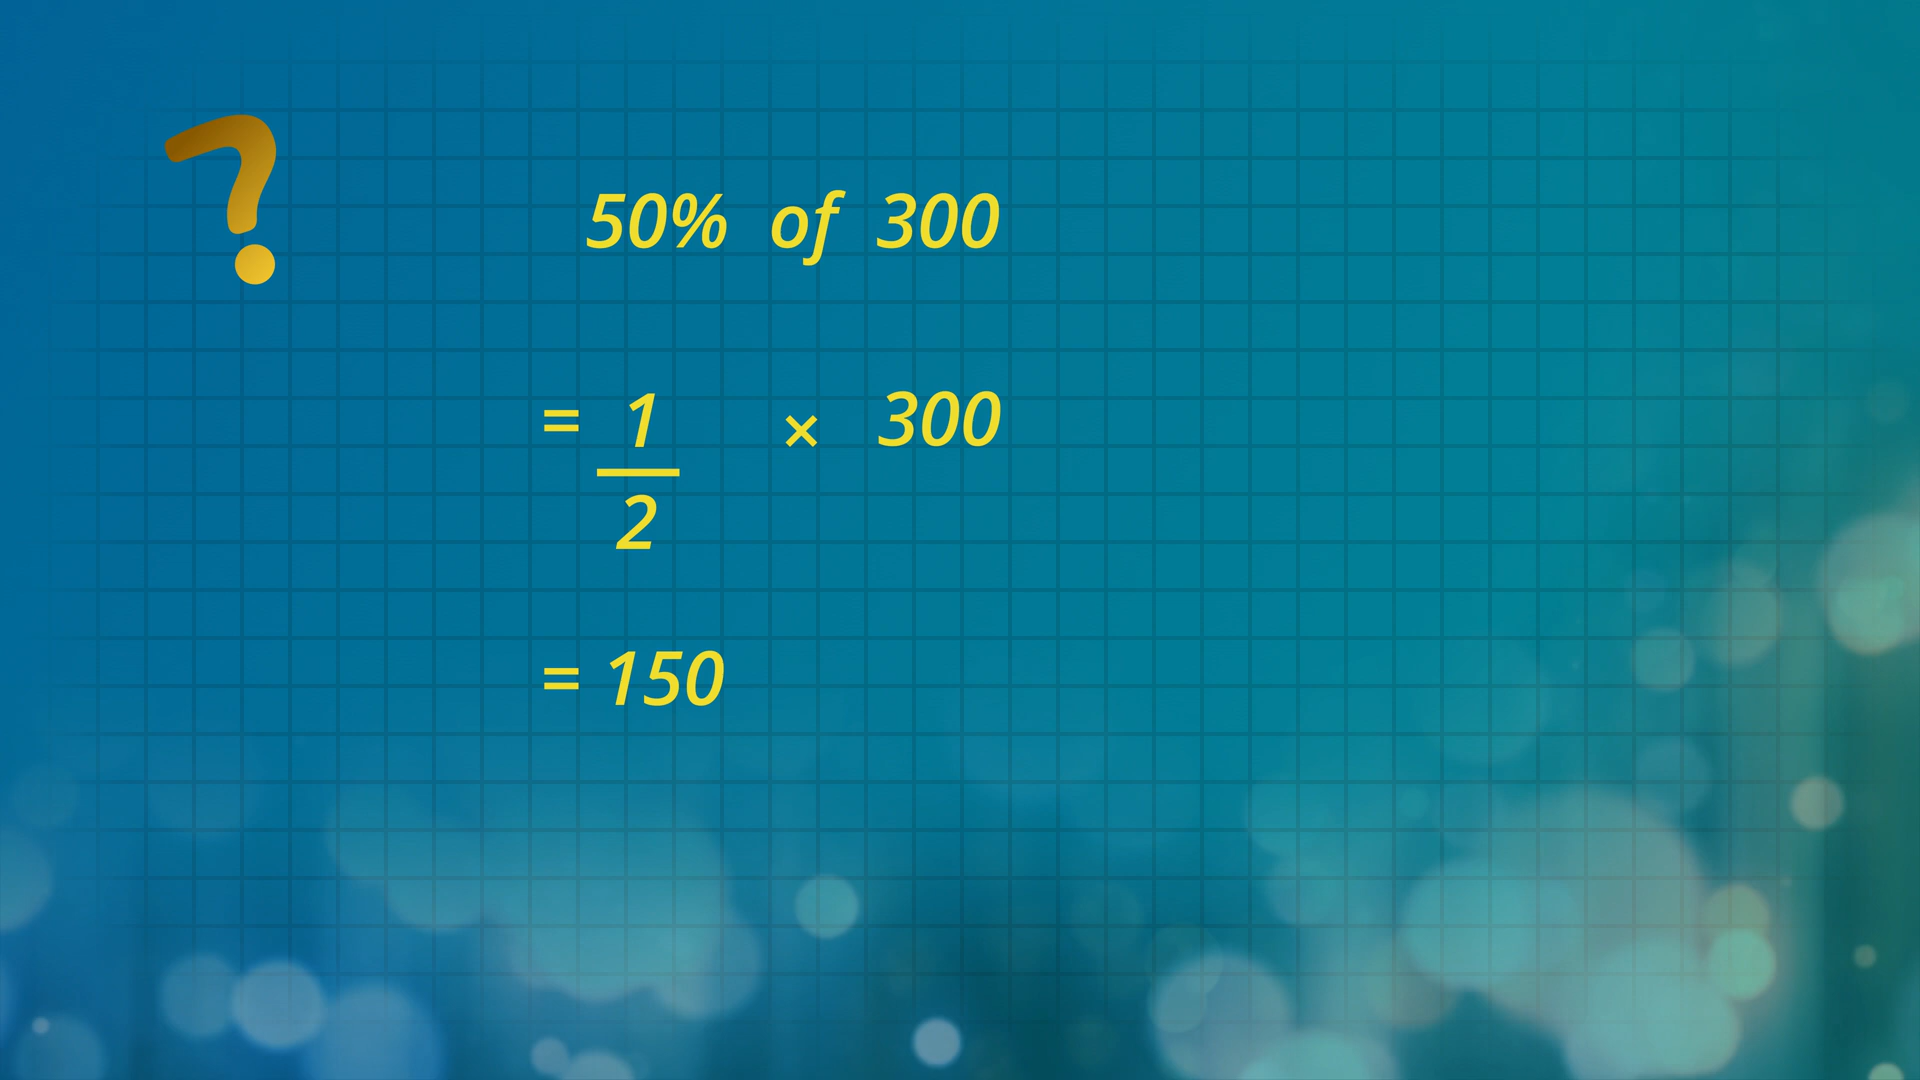 ?
50% of 300
= 1/2 × 300
= 150